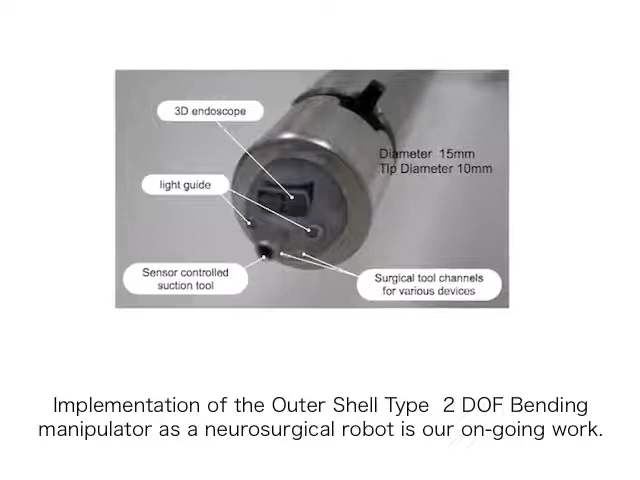 3D endoscope
Diameter 15mm
Tip Diameter 10mm
light guide
Sensor controlled
suction tool
Surgical tool channels
for various devices
Implementation of the Outer Shell Type 2 DOF Bending
manipulator as a neurosurgical robot is our on-going work.